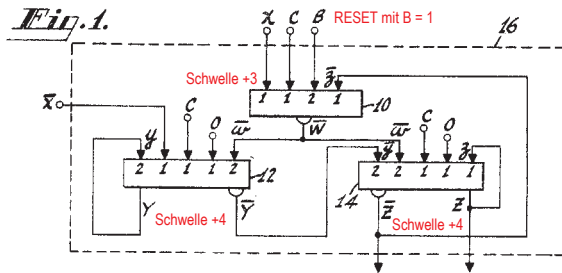 Fig. 1.
x C B RESET mit B = 1
16
Schwelle +3
z̅
1 1 2 1
10
x̅
C O
w̅ W̅ w̅
C O
y
y̅
z
2 1 1 1 2
12
2 2 1 1 1
14
Y Y̅
Z̅ Z
Schwelle +4
Schwelle +4